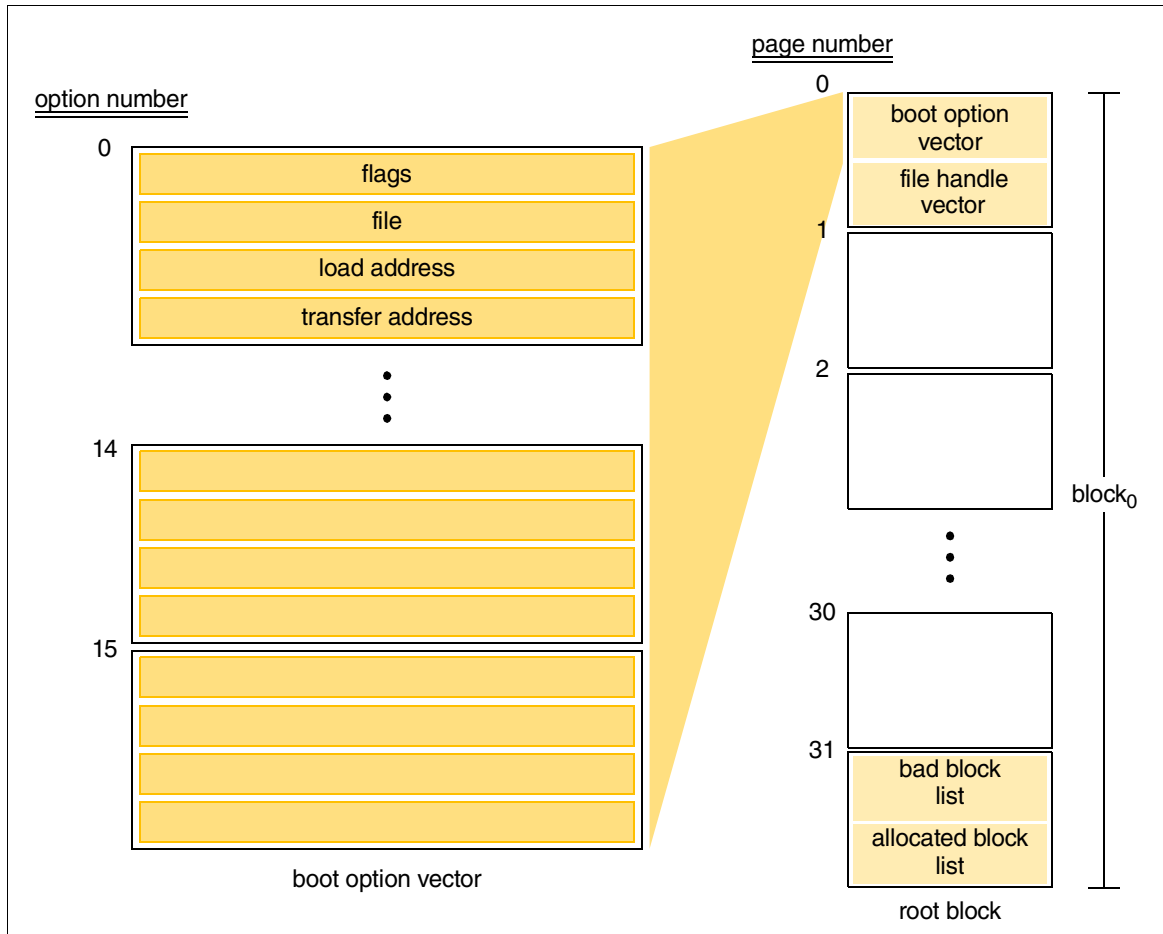 option number
0
flags
file
load address
transfer address
14
15
boot option vector
page number
0
boot option
vector
file handle
vector
1
2
30
31
bad block
list
allocated block
list
root block
block0